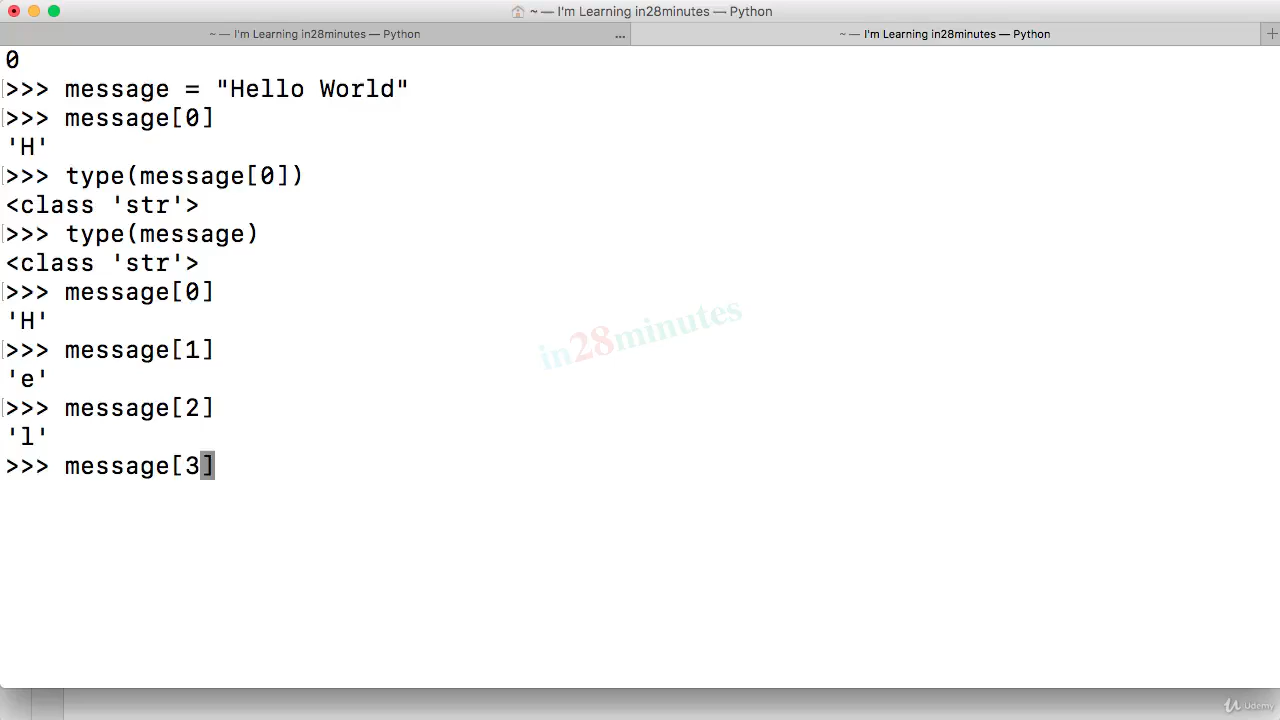 ~ — I'm Learning in28minutes — Python
~ — I'm Learning in28minutes — Python ... ~ — I'm Learning in28minutes — Python +
0
>>> message = "Hello World"
>>> message[0]
'H'
>>> type(message[0])
<class 'str'>
>>> type(message)
<class 'str'>
>>> message[0]
'H'
>>> message[1]
'e'
>>> message[2]
'l'
>>> message[3]
in28minutes
Udemy